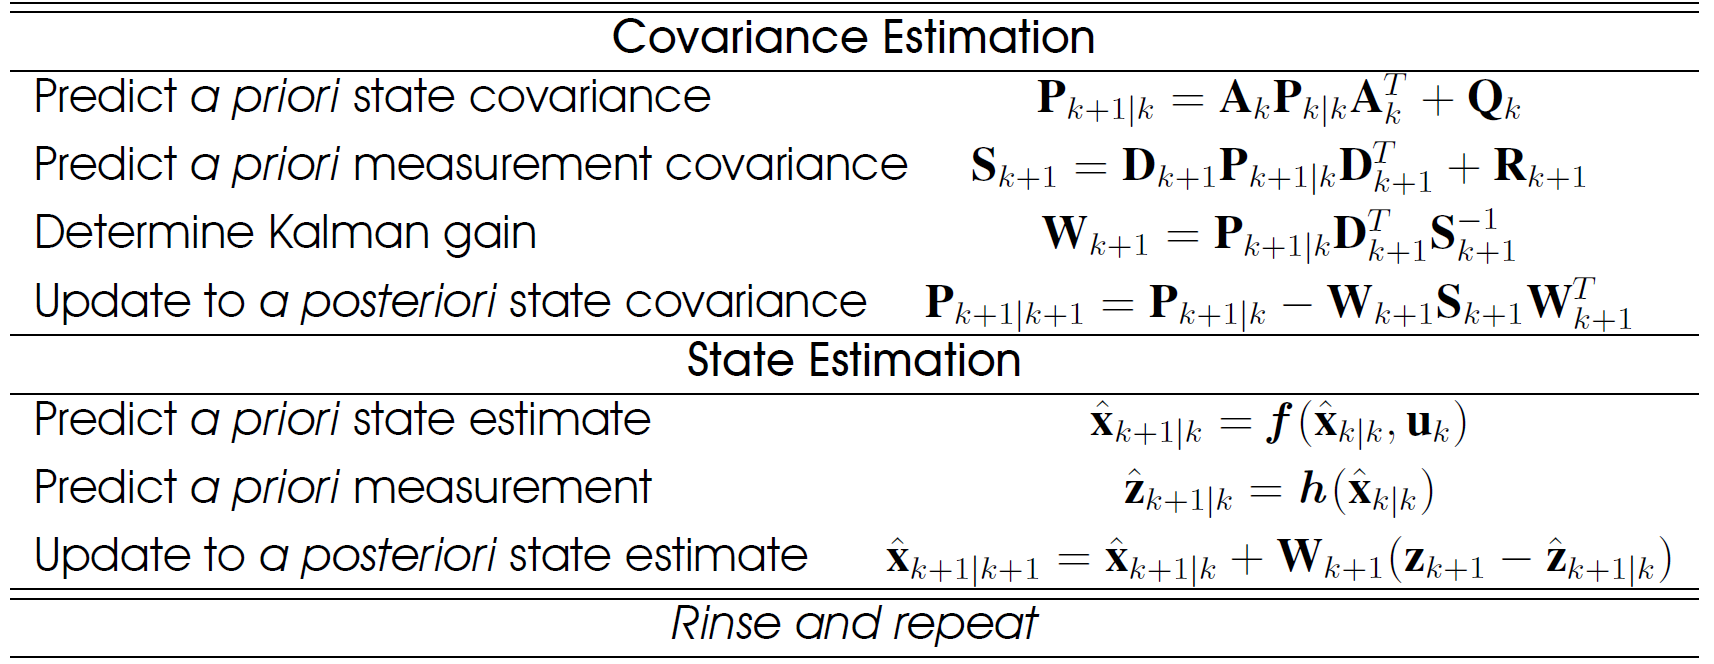 Covariance Estimation
Predict a priori state covariance P_{k+1|k} = A_k P_{k|k} A_k^T + Q_k
Predict a priori measurement covariance S_{k+1} = D_{k+1} P_{k+1|k} D_{k+1}^T + R_{k+1}
Determine Kalman gain W_{k+1} = P_{k+1|k} D_{k+1}^T S_{k+1}^{-1}
Update to a posteriori state covariance P_{k+1|k+1} = P_{k+1|k} − W_{k+1} S_{k+1} W_{k+1}^T
State Estimation
Predict a priori state estimate x̂_{k+1|k} = f(x̂_{k|k}, u_k)
Predict a priori measurement ẑ_{k+1|k} = h(x̂_{k|k})
Update to a posteriori state estimate x̂_{k+1|k+1} = x̂_{k+1|k} + W_{k+1}(z_{k+1} − ẑ_{k+1|k})
Rinse and repeat